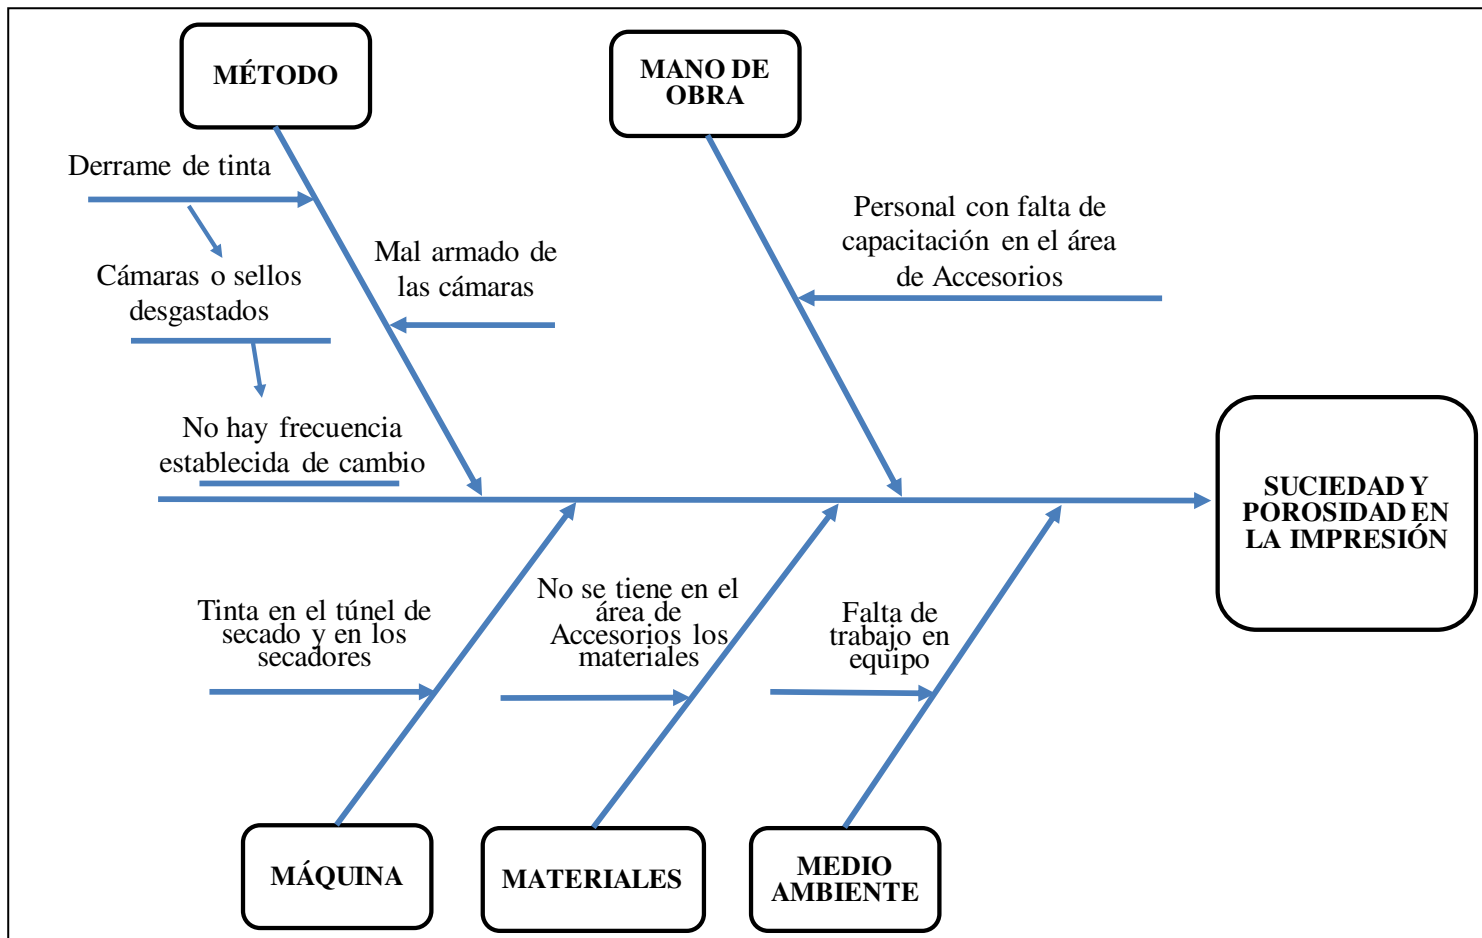 MÉTODO
MANO DE
OBRA
Derrame de tinta
Cámaras o sellos
desgastados
No hay frecuencia
establecida de cambio
Mal armado de
las cámaras
Personal con falta de
capacitación en el área
de Accesorios
SUCIEDAD Y
POROSIDAD EN
LA IMPRESIÓN
Tinta en el túnel de
secado y en los
secadores
No se tiene en el
área de
Accesorios los
materiales
Falta de
trabajo en
equipo
MÁQUINA
MATERIALES
MEDIO
AMBIENTE